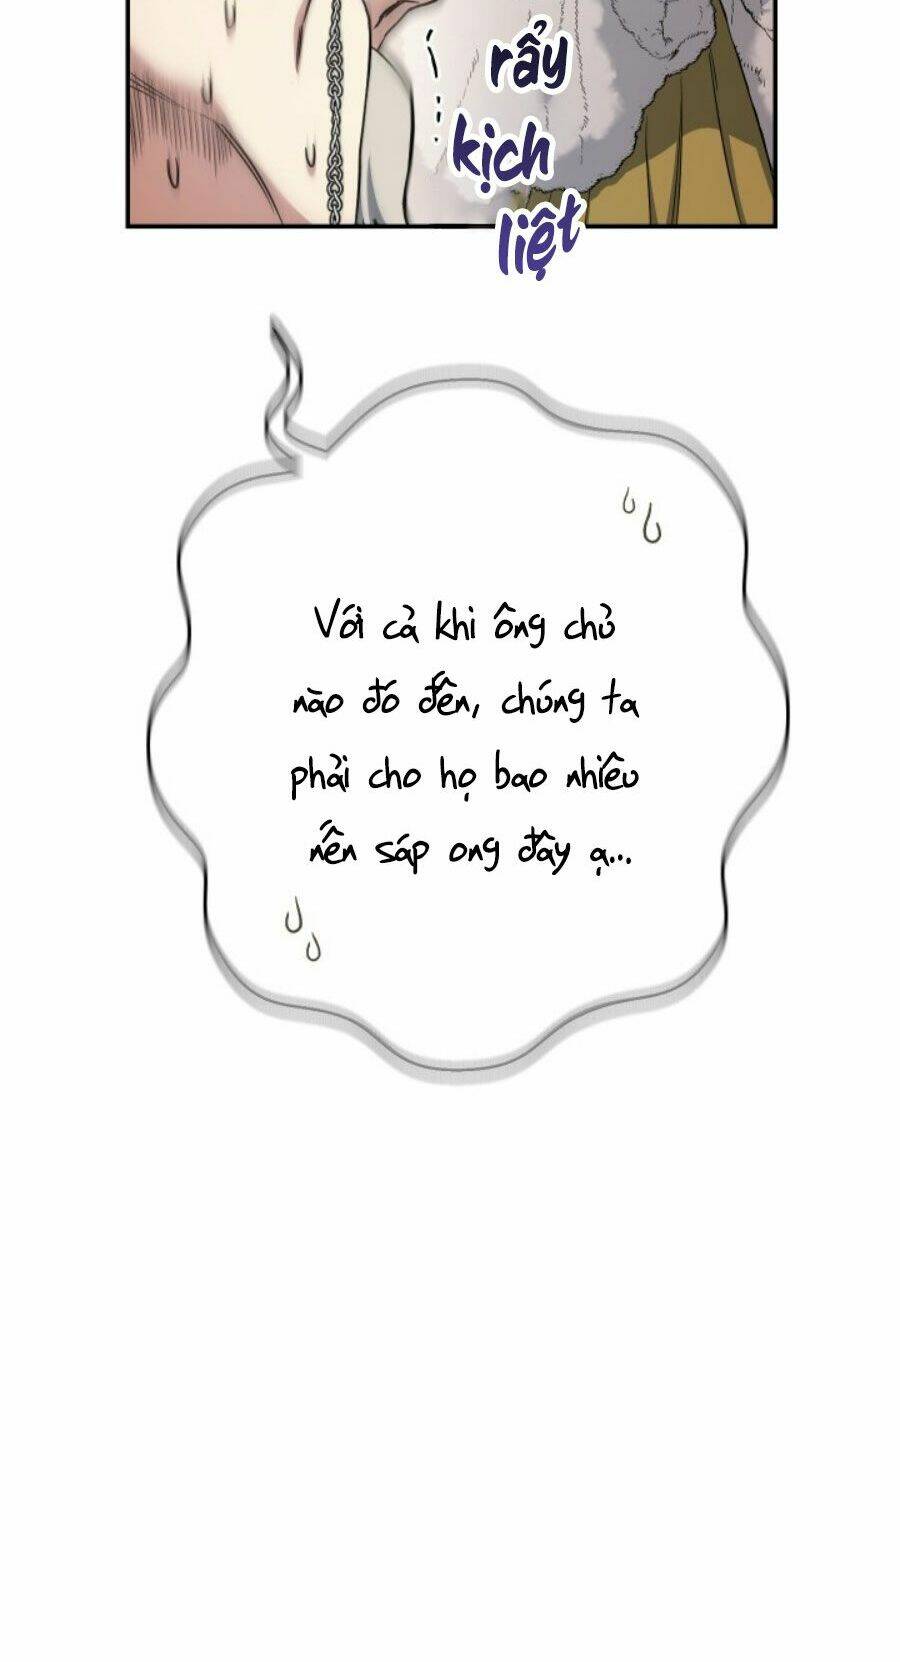 rẩy
kịch
liệt
Với cả khi ông chủ
nào đó đến, chúng ta
phải cho họ bao nhiêu
nến sáp ong đây ạ...